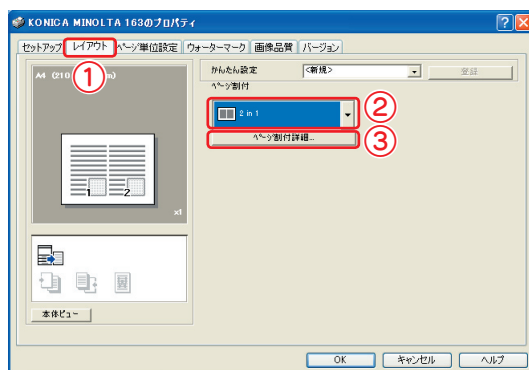 KONICA MINOLTA 163のプロパティ
セットアップ レイアウト ページ単位設定 ウォーターマーク 画像品質 バージョン
①
A4 (210 m)
かんたん設定 <新規> 登録
ページ割付
2 in 1 ②
ページ割付詳細... ③
1 2
x1
本体ビュー
OK キャンセル ヘルプ